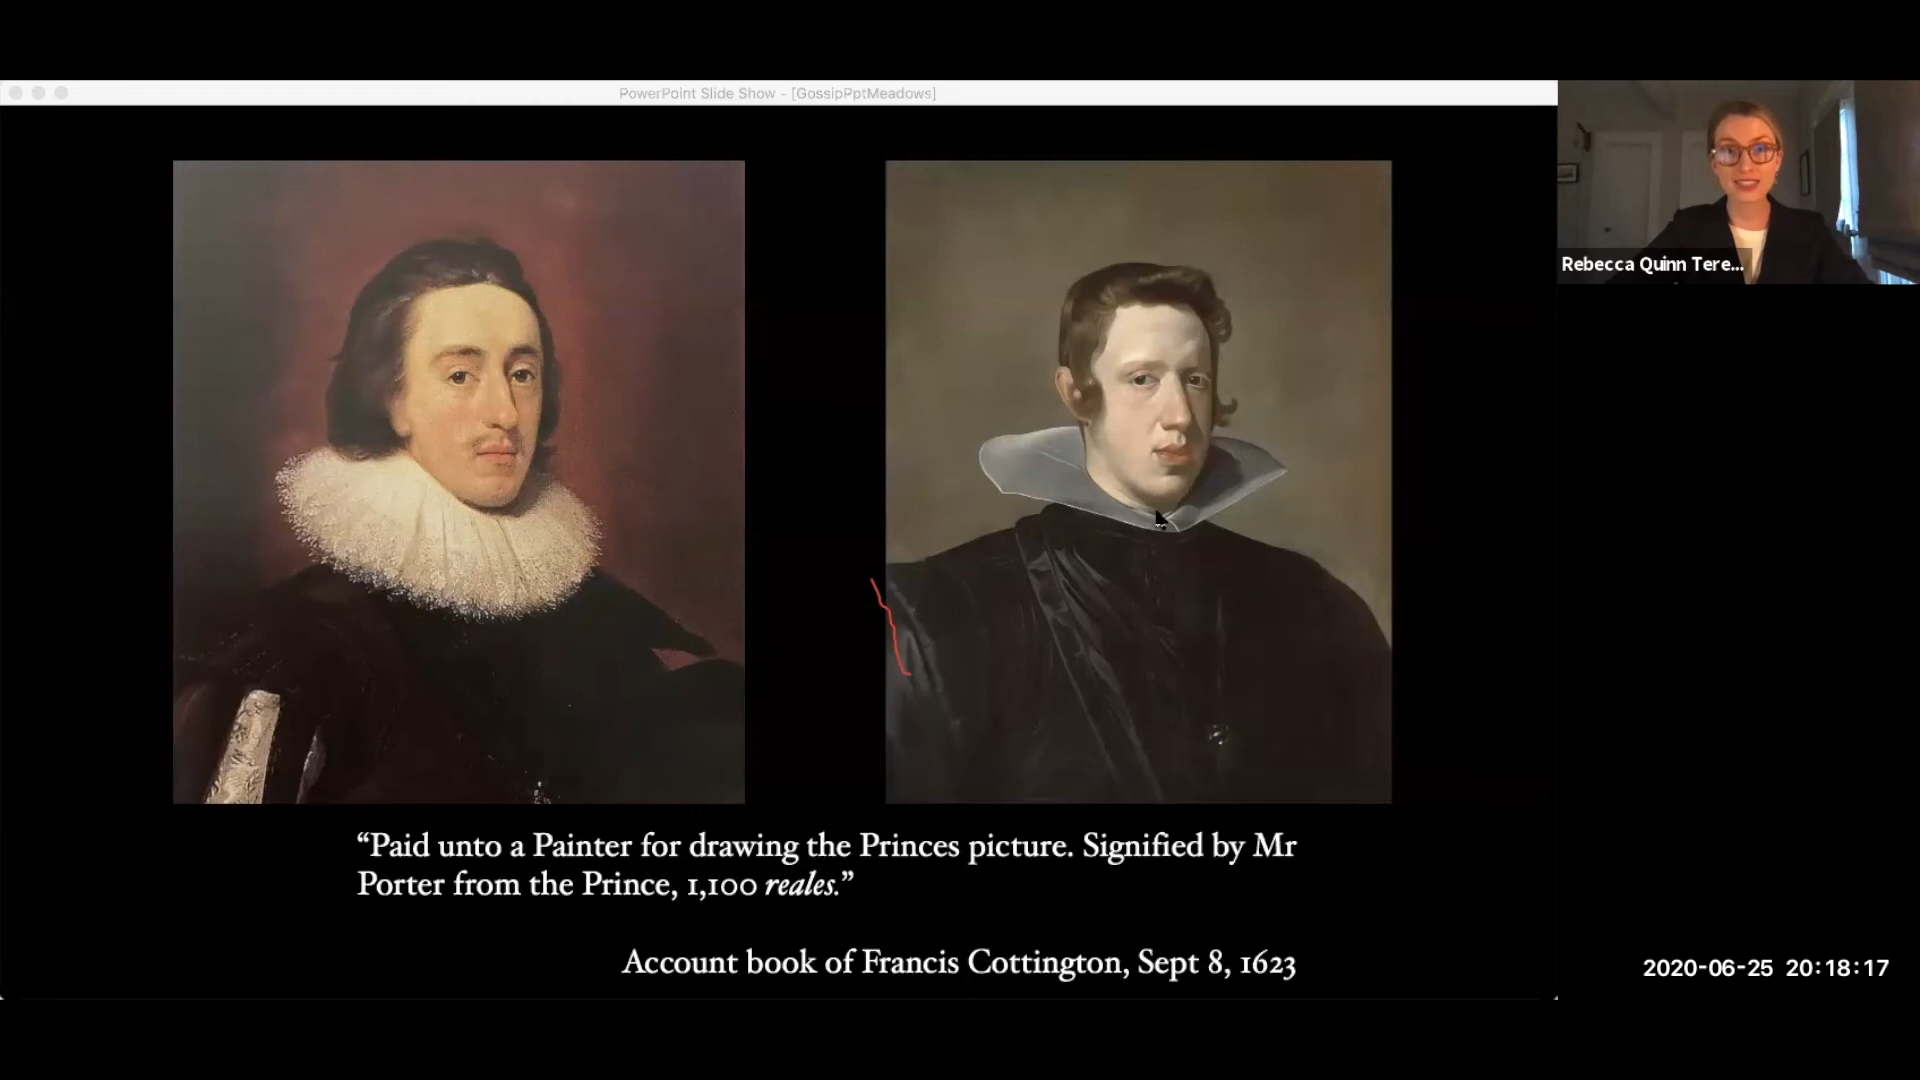 PowerPoint Slide Show - [GossipPptMeadows]
Rebecca Quinn Tere...
“Paid unto a Painter for drawing the Princes picture. Signified by Mr
Porter from the Prince, 1,100 reales.”
Account book of Francis Cottington, Sept 8, 1623
2020-06-25 20:18:17